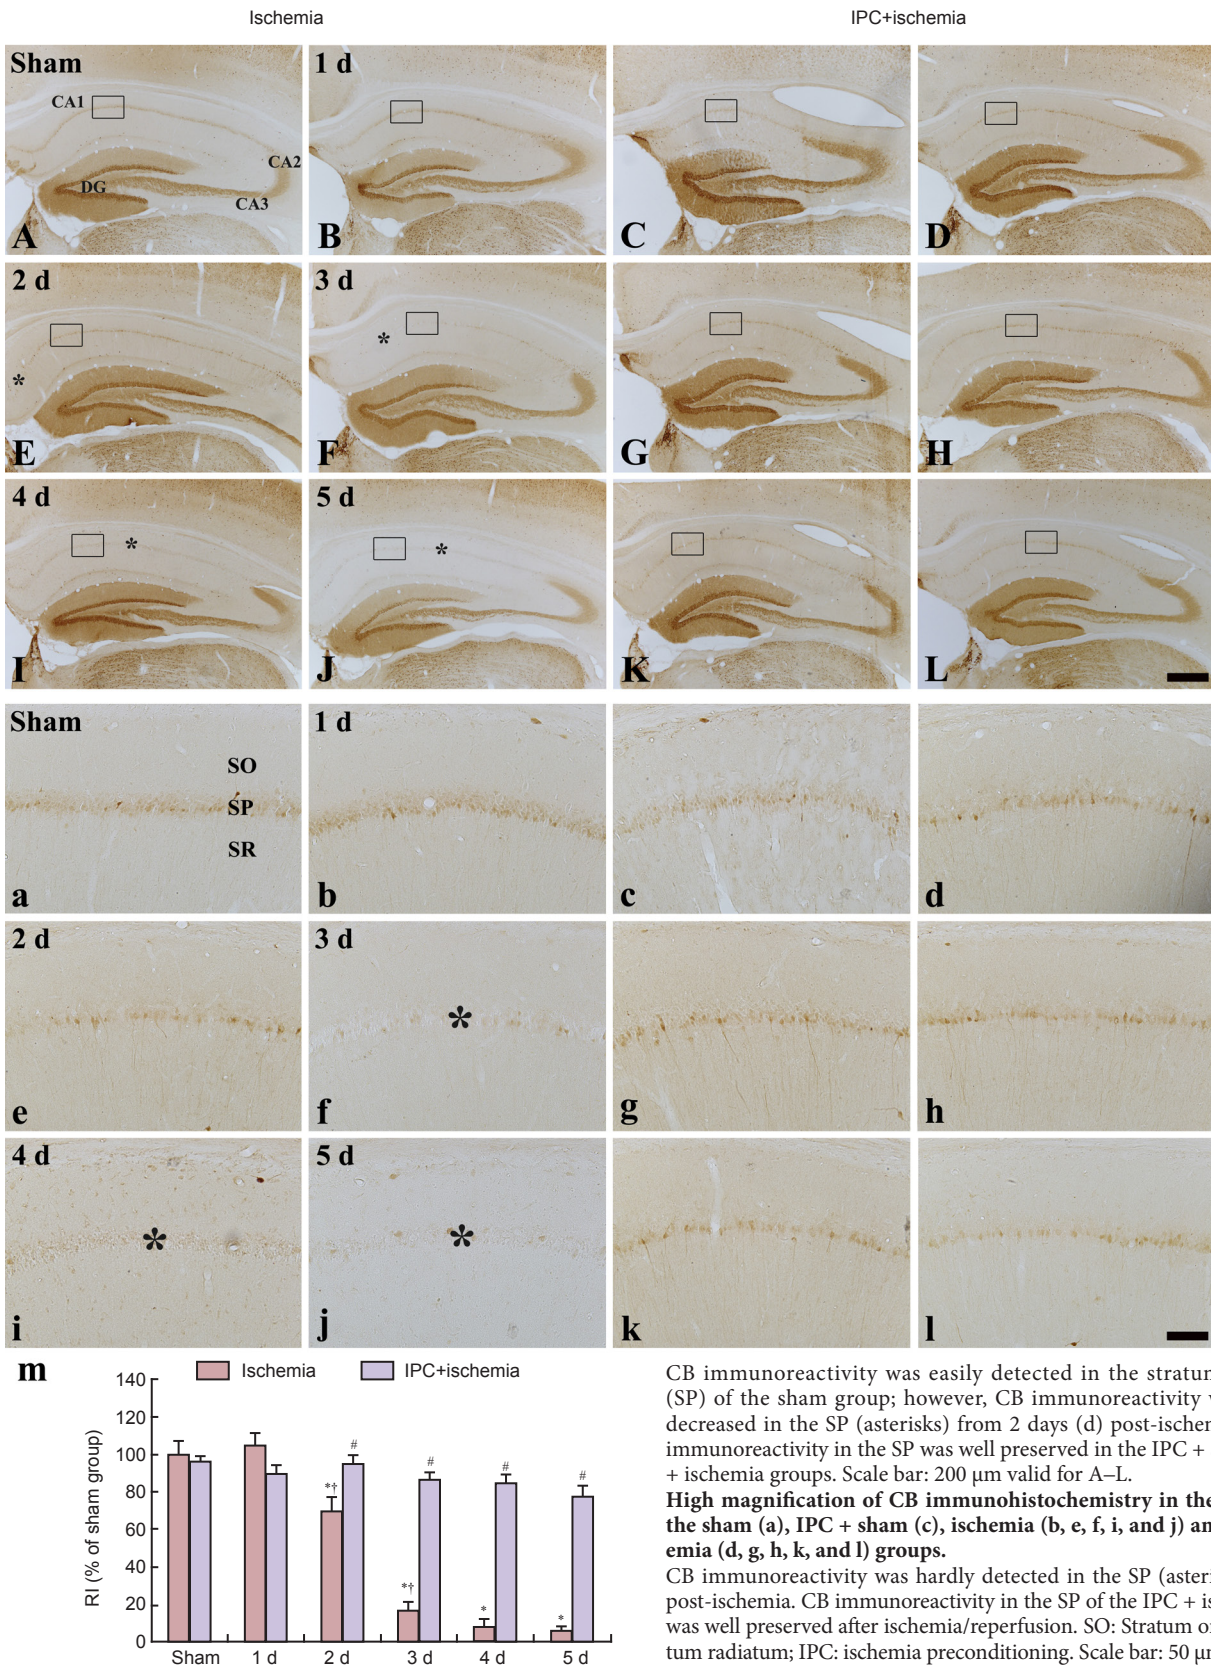 Ischemia
IPC+ischemia
Sham
1 d
CA1
CA2
DG
CA3
A
B
C
D
2 d
3 d
*
*
E
F
G
H
4 d
5 d
*
*
I
J
K
L
Sham
1 d
SO
SP
SR
a
b
c
d
2 d
3 d
*
e
f
g
h
4 d
5 d
*
*
i
j
k
l
m
Ischemia
IPC+ischemia
RI (% of sham group)
140
120
100
80
60
40
20
0
*†
#
*†
#
*
#
*
#
Sham
1 d
2 d
3 d
4 d
5 d
CB immunoreactivity was easily detected in the stratum
(SP) of the sham group; however, CB immunoreactivity
decreased in the SP (asterisks) from 2 days (d) post-ischem
immunoreactivity in the SP was well preserved in the IPC +
+ ischemia groups. Scale bar: 200 μm valid for A–L.
High magnification of CB immunohistochemistry in the
the sham (a), IPC + sham (c), ischemia (b, e, f, i, and j) an
emia (d, g, h, k, and l) groups.
CB immunoreactivity was hardly detected in the SP (asteri
post-ischemia. CB immunoreactivity in the SP of the IPC + is
was well preserved after ischemia/reperfusion. SO: Stratum o
tum radiatum; IPC: ischemia preconditioning. Scale bar: 50 μm